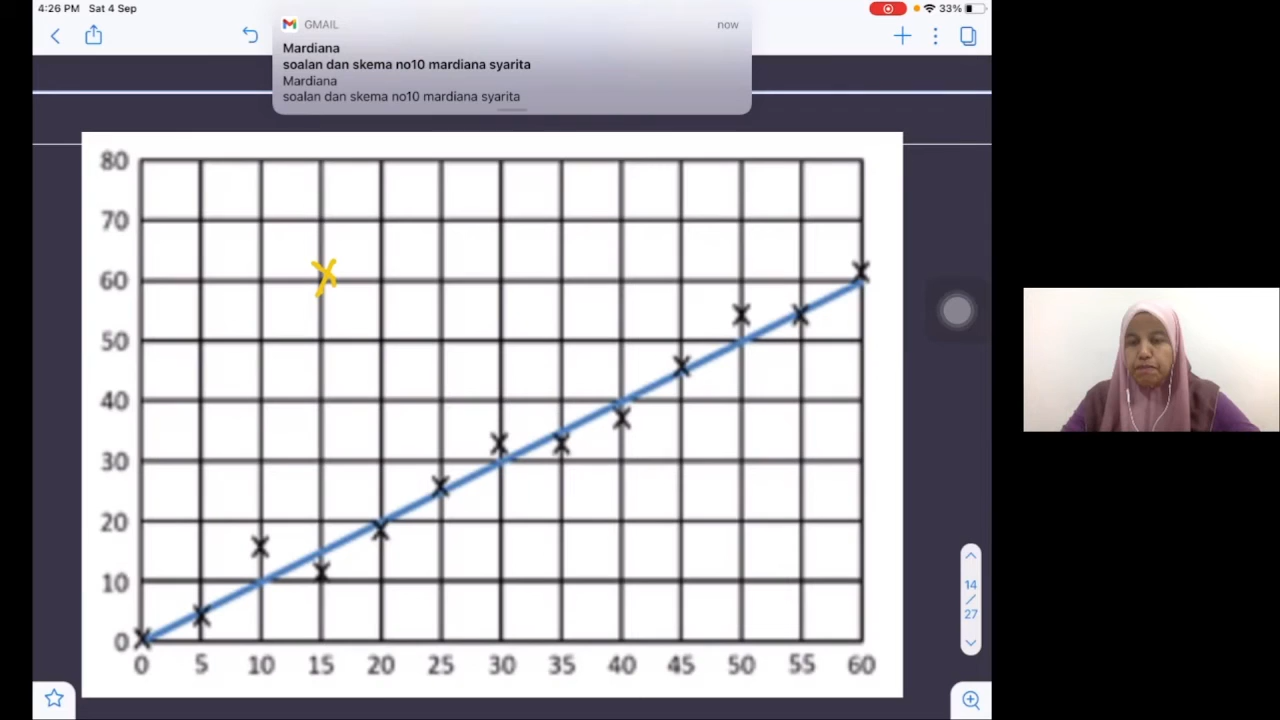 4:26 PM Sat 4 Sep
33%
GMAIL
now
Mardiana
soalan dan skema no10 mardiana syarita
Mardiana
soalan dan skema no10 mardiana syarita
80
70
60
50
40
30
20
10
0
0 5 10 15 20 25 30 35 40 45 50 55 60
14
/
27